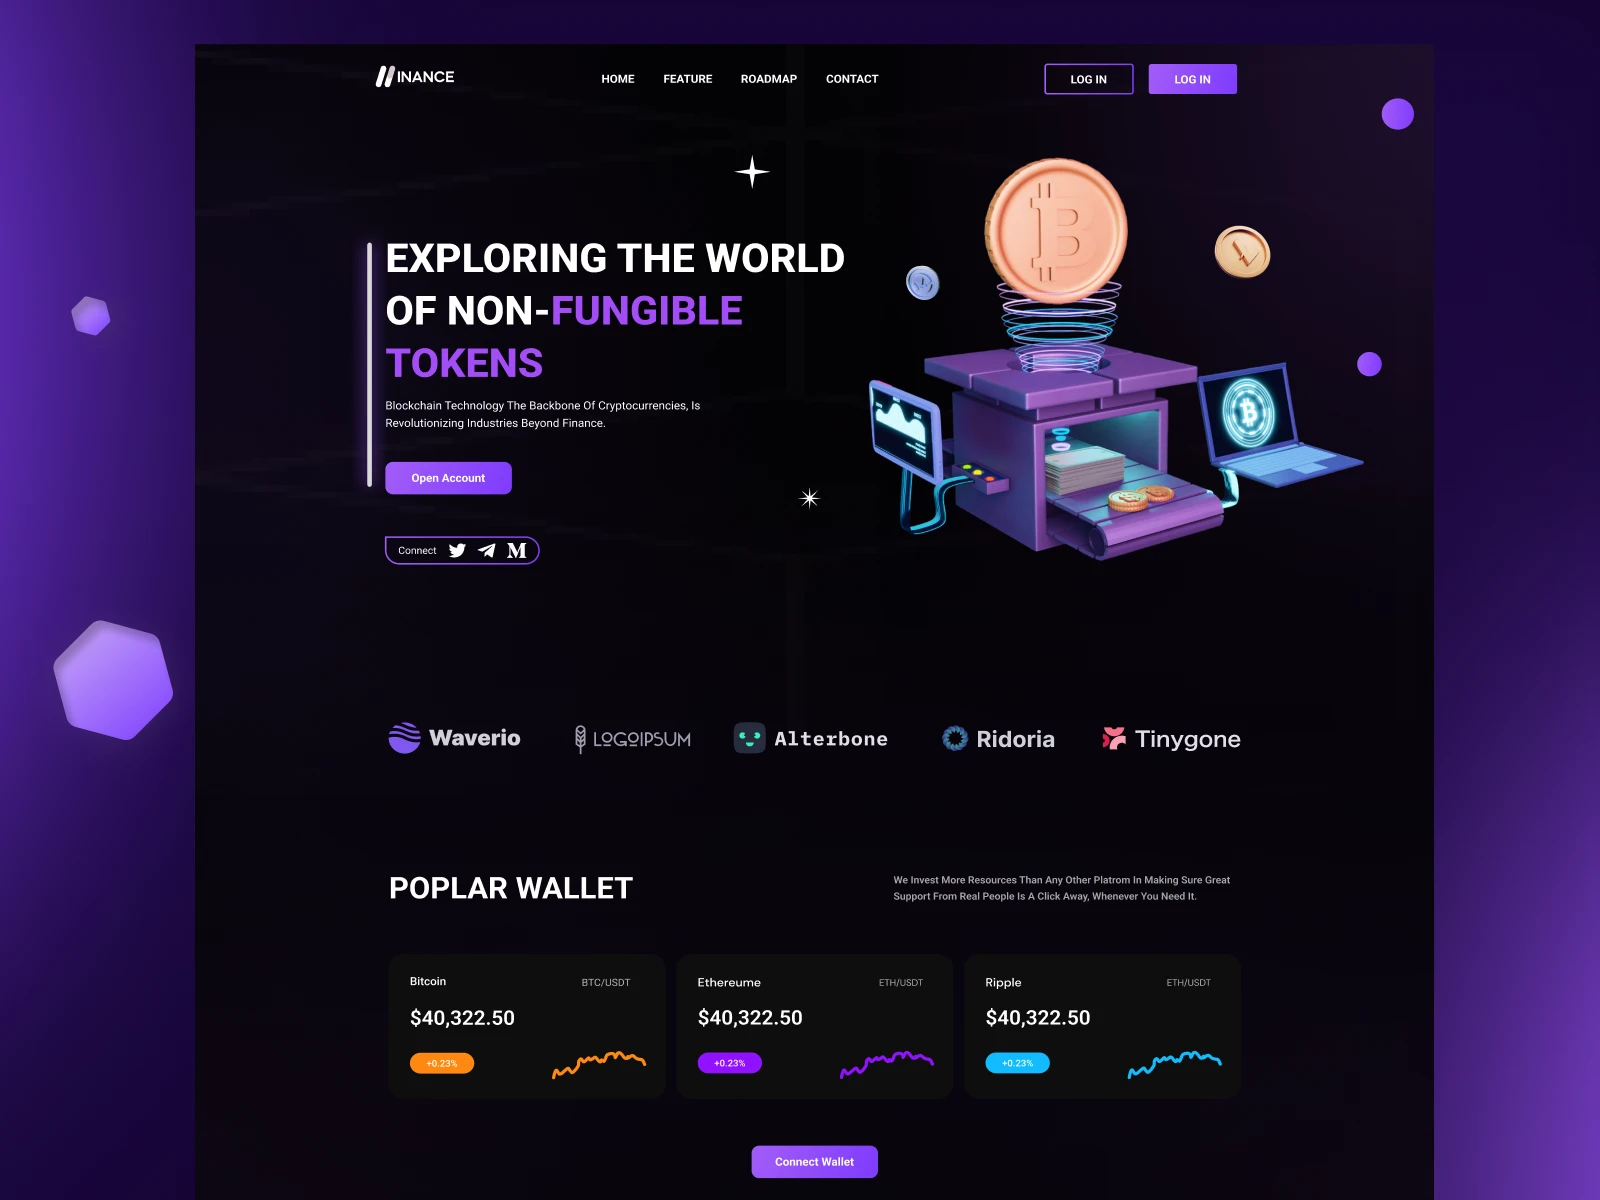 INANCE
HOME FEATURE ROADMAP CONTACT
LOG IN LOG IN
EXPLORING THE WORLD
OF NON-FUNGIBLE
TOKENS
Blockchain Technology The Backbone Of Cryptocurrencies, Is
Revolutionizing Industries Beyond Finance.
Open Account
Connect
Waverio LOGOIPSUM Alterbone Ridoria Tinygone
POPLAR WALLET
We Invest More Resources Than Any Other Platrom In Making Sure Great
Support From Real People Is A Click Away, Whenever You Need It.
Bitcoin BTC/USDT
$40,322.50
+0.23%
Ethereume ETH/USDT
$40,322.50
+0.23%
Ripple ETH/USDT
$40,322.50
+0.23%
Connect Wallet